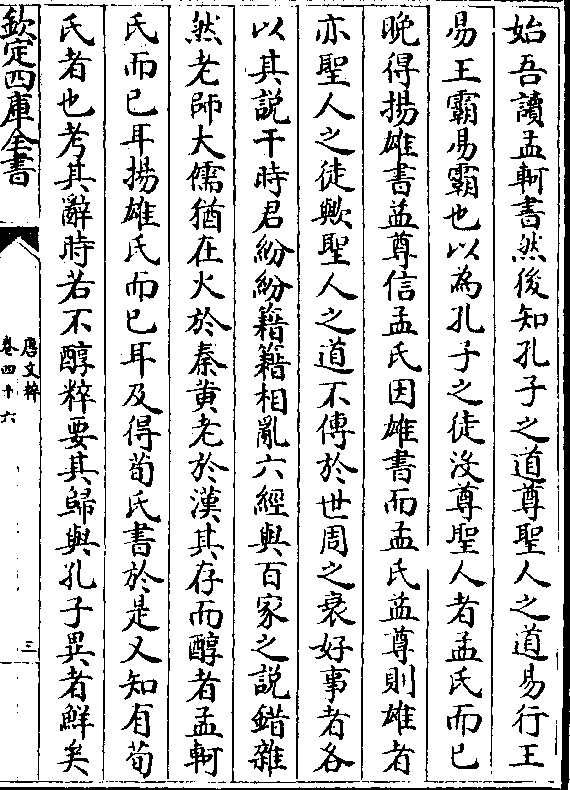 始吾讀孟軻書然後知孔子之道尊聖人之道易行王
易王霸易霸也以為孔子之徒没尊聖人者孟氏而已
晚得揚雄書益尊信孟氏因雄書而孟氏益尊則雄者
亦聖人之徒歟聖人之道不傳於世周之衰好事者各
以其說干時君紛紛籍籍相亂六經與百家之說錯雜
然老師大儒猶在火於秦黄老於漢其存而醇者孟軻
氏而已耳揚雄氏而已耳及得荀氏書於是又知有荀
氏者也考其辭時若不醇粹要其歸與孔子異者鮮矣
欽定四庫全書
唐文粹
卷四十六
三